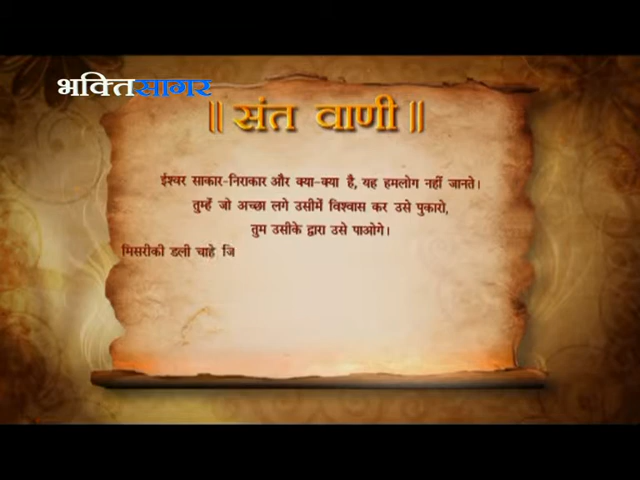 भक्तिसागर
॥ संत वाणी ॥
ईश्वर साकार-निराकार और क्या-क्या है, यह हमलोग नहीं जानते।
तुम्हें जो अच्छा लगे उसीमें विश्वास कर उसे पुकारो,
तुम उसीके द्वारा उसे पाओगे।
मिसरीकी डली चाहे जि